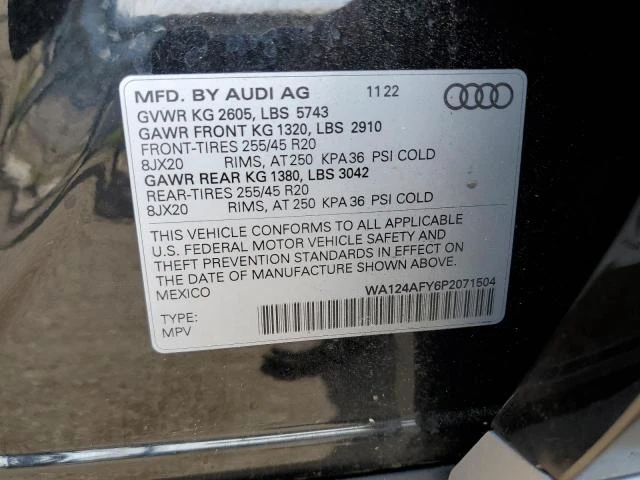 MFD. BY AUDI AG 11 22
GVWR KG 2605, LBS 5743
GAWR FRONT KG 1320, LBS 2910
FRONT-TIRES 255/45 R20
8JX20 RIMS, AT 250 KPA 36 PSI COLD
GAWR REAR KG 1380, LBS 3042
REAR-TIRES 255/45 R20
8JX20 RIMS, AT 250 KPA 36 PSI COLD
THIS VEHICLE CONFORMS TO ALL APPLICABLE
U.S. FEDERAL MOTOR VEHICLE SAFETY AND
THEFT PREVENTION STANDARDS IN EFFECT ON
THE DATE OF MANUFACTURE SHOWN ABOVE.
MEXICO WA124AFY6P2071504
TYPE:
MPV